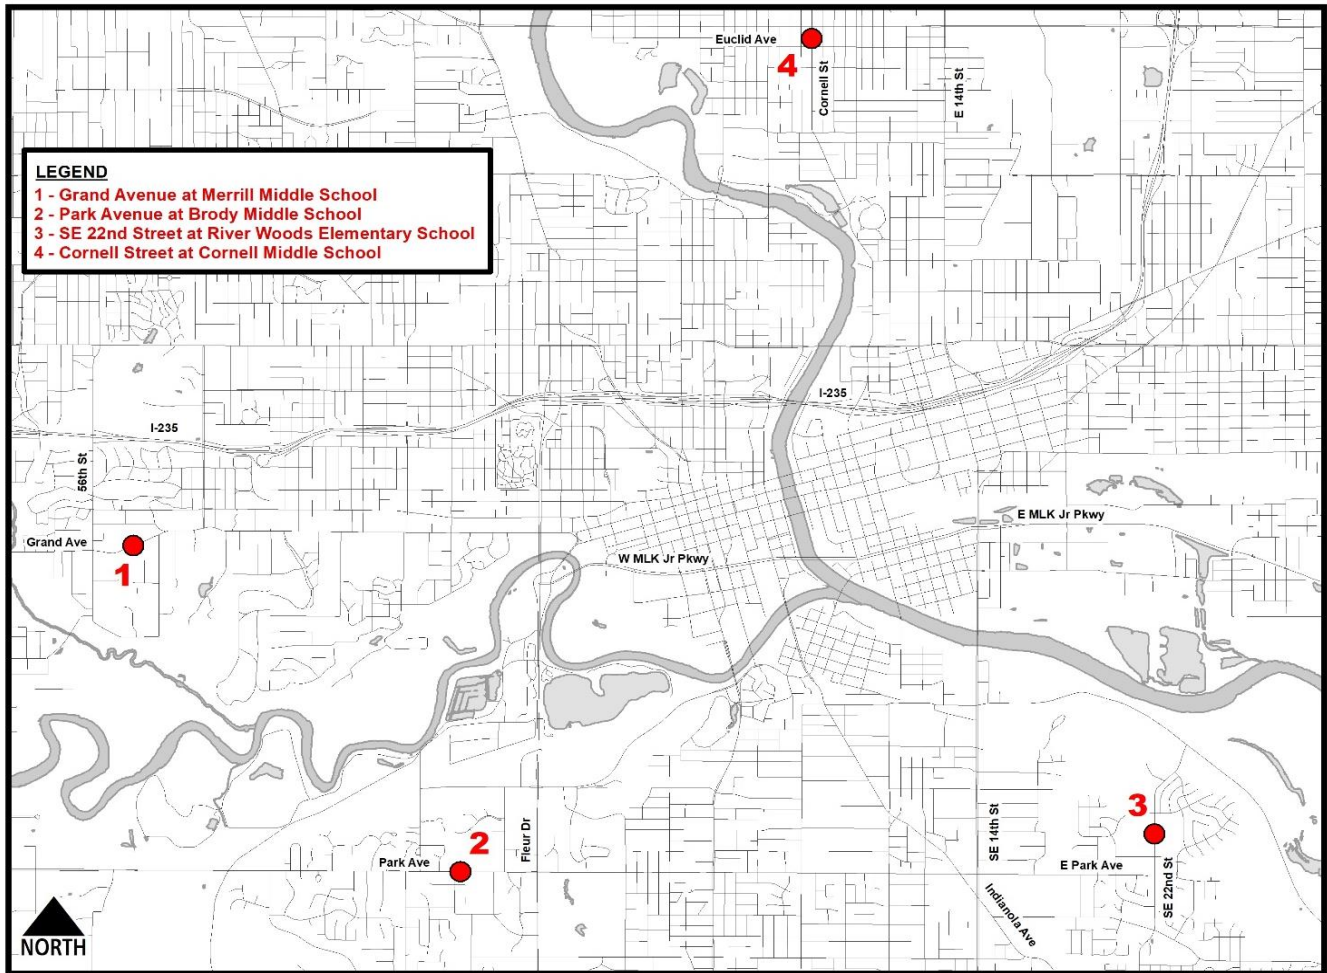 Euclid Ave
4
Cornell St
E 14th St
LEGEND
1 - Grand Avenue at Merrill Middle School
2 - Park Avenue at Brody Middle School
3 - SE 22nd Street at River Woods Elementary School
4 - Cornell Street at Cornell Middle School
I-235
I-235
56th St
Grand Ave
1
E MLK Jr Pkwy
W MLK Jr Pkwy
3
2
Fleur Dr
SE 14th St
Park Ave
E Park Ave
SE 22nd St
Indianola Ave
NORTH